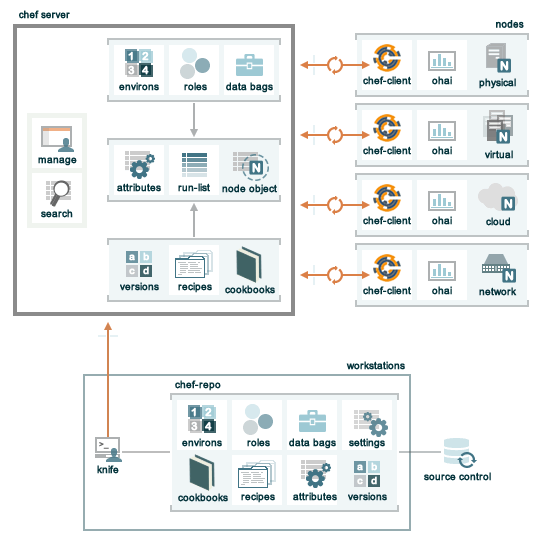 chef server
nodes
1 2
3 4
environs
roles
data bags
chef-client
ohai
N
physical
manage
search
attributes
run-list
N
node object
chef-client
ohai
N
virtual
chef-client
ohai
N
cloud
a b
c d
versions
recipes
cookbooks
chef-client
ohai
N
network
workstations
chef-repo
1 2
3 4
environs
roles
data bags
settings
>_
knife
cookbooks
recipes
attributes
a b
c d
versions
source control